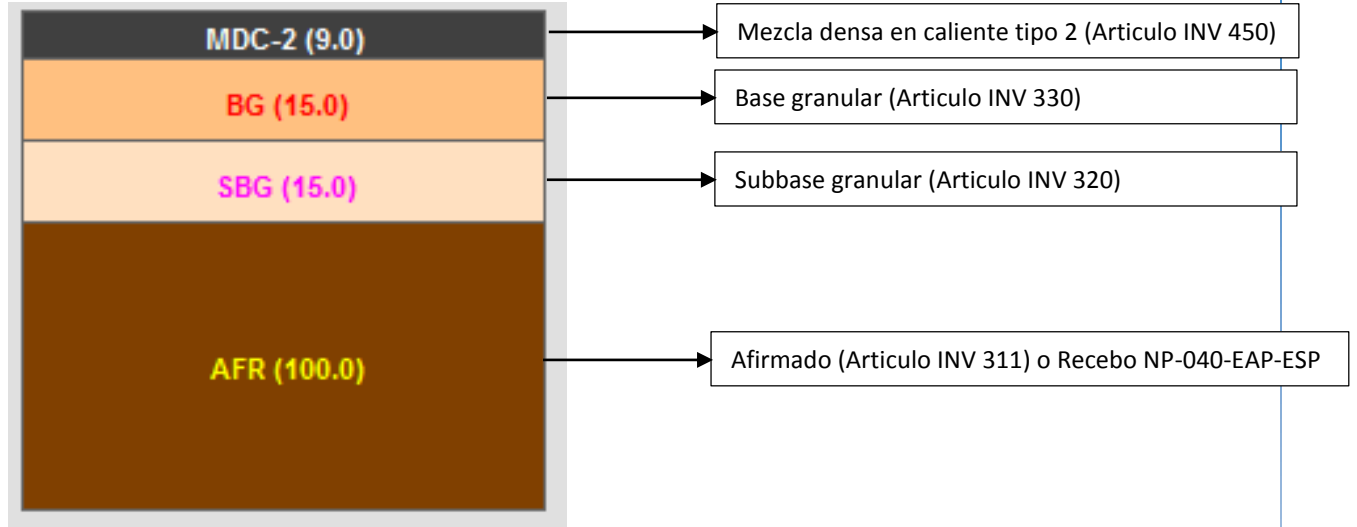 MDC-2 (9.0)
Mezcla densa en caliente tipo 2 (Articulo INV 450)
BG (15.0)
Base granular (Articulo INV 330)
SBG (15.0)
Subbase granular (Articulo INV 320)
AFR (100.0)
Afirmado (Articulo INV 311) o Recebo NP-040-EAP-ESP